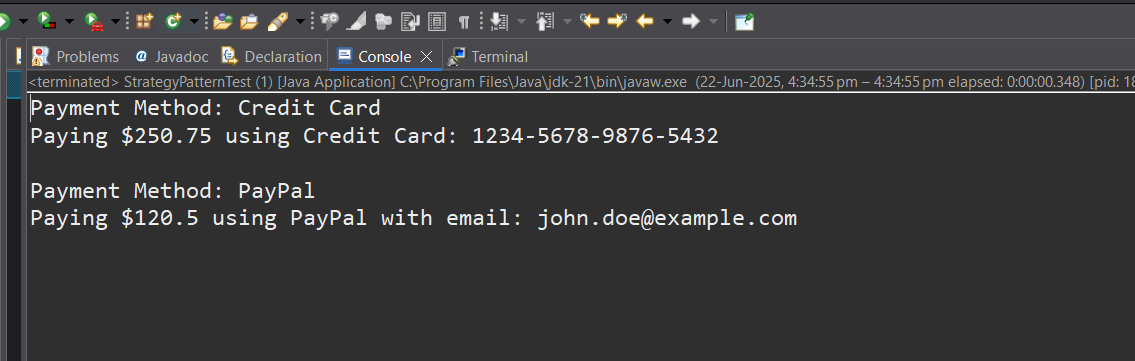 Problems Javadoc Declaration Console Terminal
<terminated> StrategyPatternTest (1) [Java Application] C:\Program Files\Java\jdk-21\bin\javaw.exe (22-Jun-2025, 4:34:55 pm – 4:34:55 pm elapsed: 0:00:00.348) [pid: 18
Payment Method: Credit Card
Paying $250.75 using Credit Card: 1234-5678-9876-5432
Payment Method: PayPal
Paying $120.5 using PayPal with email: john.doe@example.com